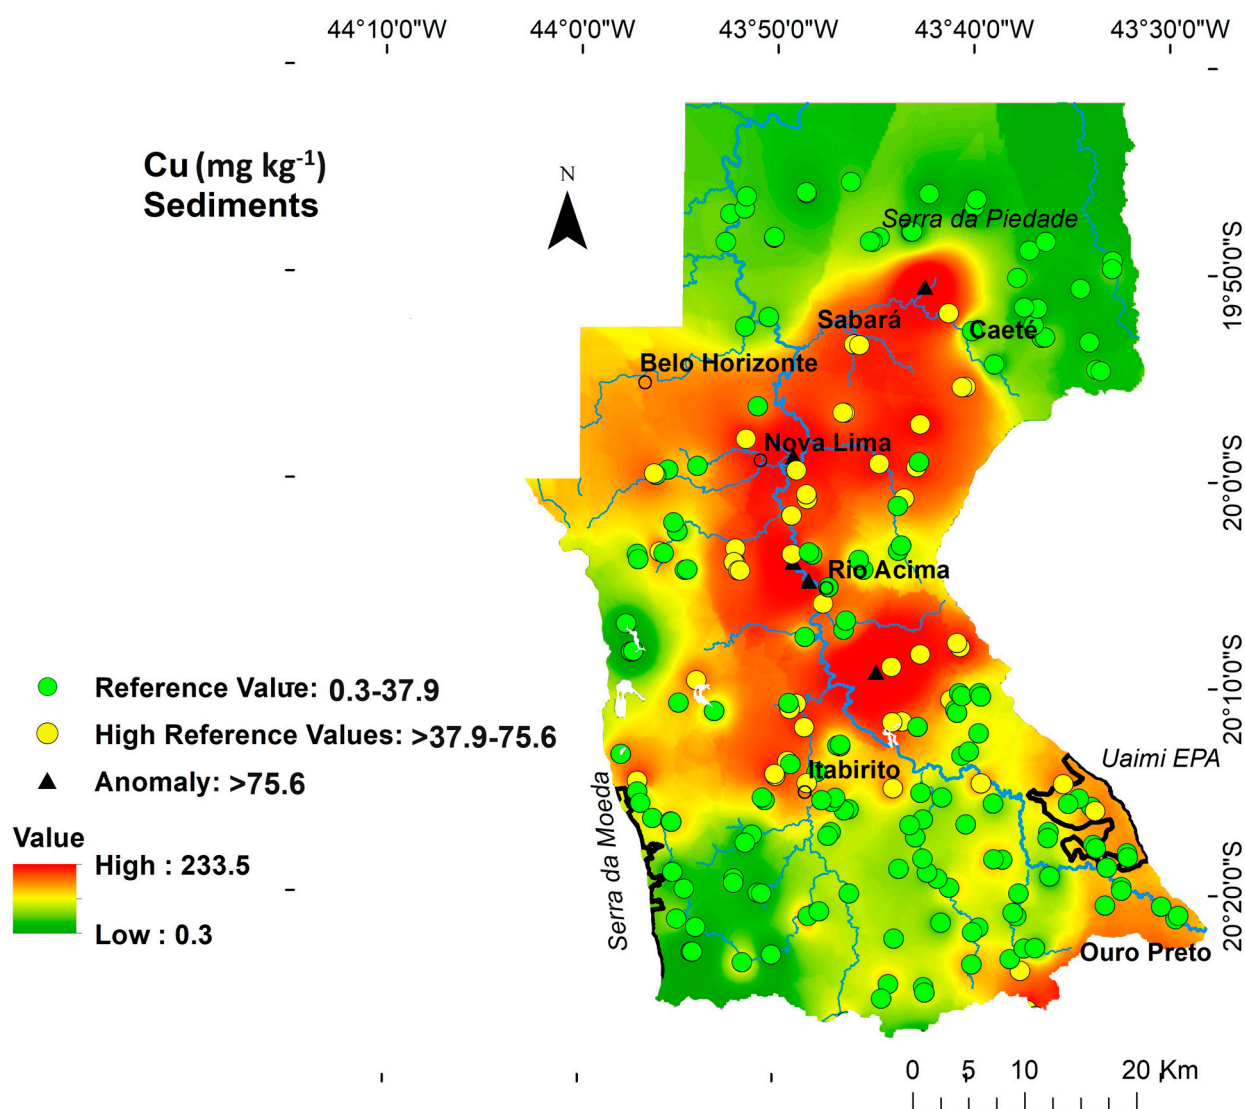 44°10'0"W 44°0'0"W 43°50'0"W 43°40'0"W 43°30'0"W
Cu (mg kg-1)
Sediments
N
Serra da Piedade
19°50'0"S
Sabará
Caeté
Belo Horizonte
Nova Lima
20°0'0"S
Rio Acima
20°10'0"S
Reference Value: 0.3-37.9
High Reference Values: >37.9-75.6
Anomaly: >75.6
Uaimi EPA
Itabirito
Serra da Moeda
Value
High : 233.5
Low : 0.3
20°20'0"S
Ouro Preto
0 5 10 20 Km